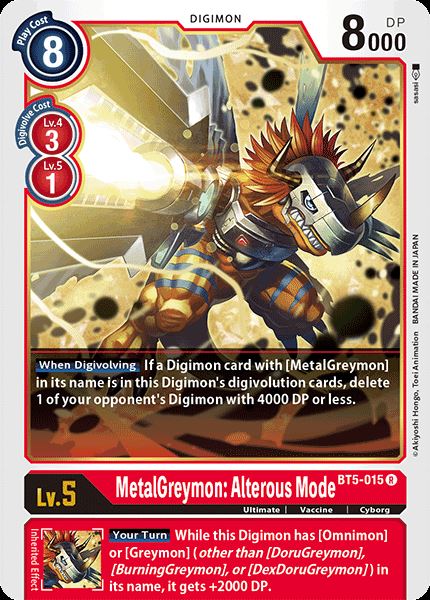 DIGIMON
Play Cost
8
DP
8000
Digivolve Cost
Lv.4
3
Lv.5
1
sasasi
©Akiyoshi Hongo, Toei Animation BANDAI MADE IN JAPAN
When Digivolving If a Digimon card with [MetalGreymon]
in its name is in this Digimon's digivolution cards, delete
1 of your opponent's Digimon with 4000 DP or less.
Lv.5
MetalGreymon: Alterous Mode
BT5-015 R
Ultimate | Vaccine | Cyborg
Inherited Effect
Your Turn While this Digimon has [Omnimon]
or [Greymon] (other than [DoruGreymon],
[BurningGreymon], or [DexDoruGreymon]) in
its name, it gets +2000 DP.